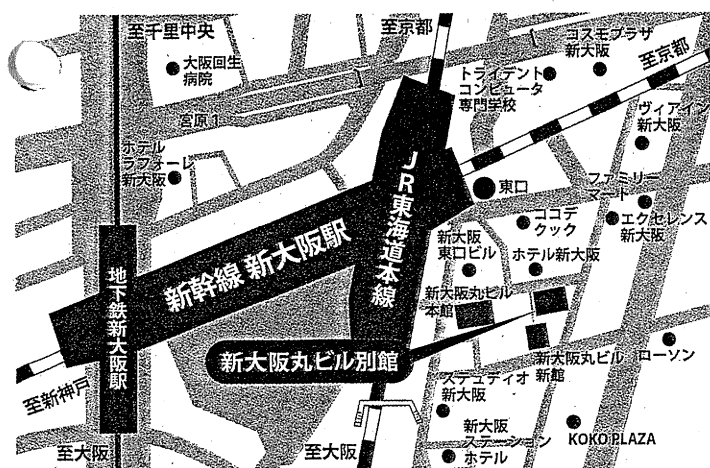 至千里中央
至京都
コスモプラザ
新大阪
至京都
大阪回生
病院
トライデント
コンピュータ
専門学校
ヴィアイン
新大阪
宮原1
ホテル
ラフォーレ
新大阪
JR東海道本線
東口
ファミリー
マート
ココデ
クック
エクセレンス
新大阪
新大阪
東口ビル
ホテル新大阪
新幹線 新大阪駅
地下鉄新大阪駅
新大阪丸ビル
本館
新大阪丸ビル別館
新大阪丸ビル
新館
ローソン
至新神戸
ステュディオ
新大阪
新大阪
ステーション
ホテル
KOKO PLAZA
至大阪
至大阪